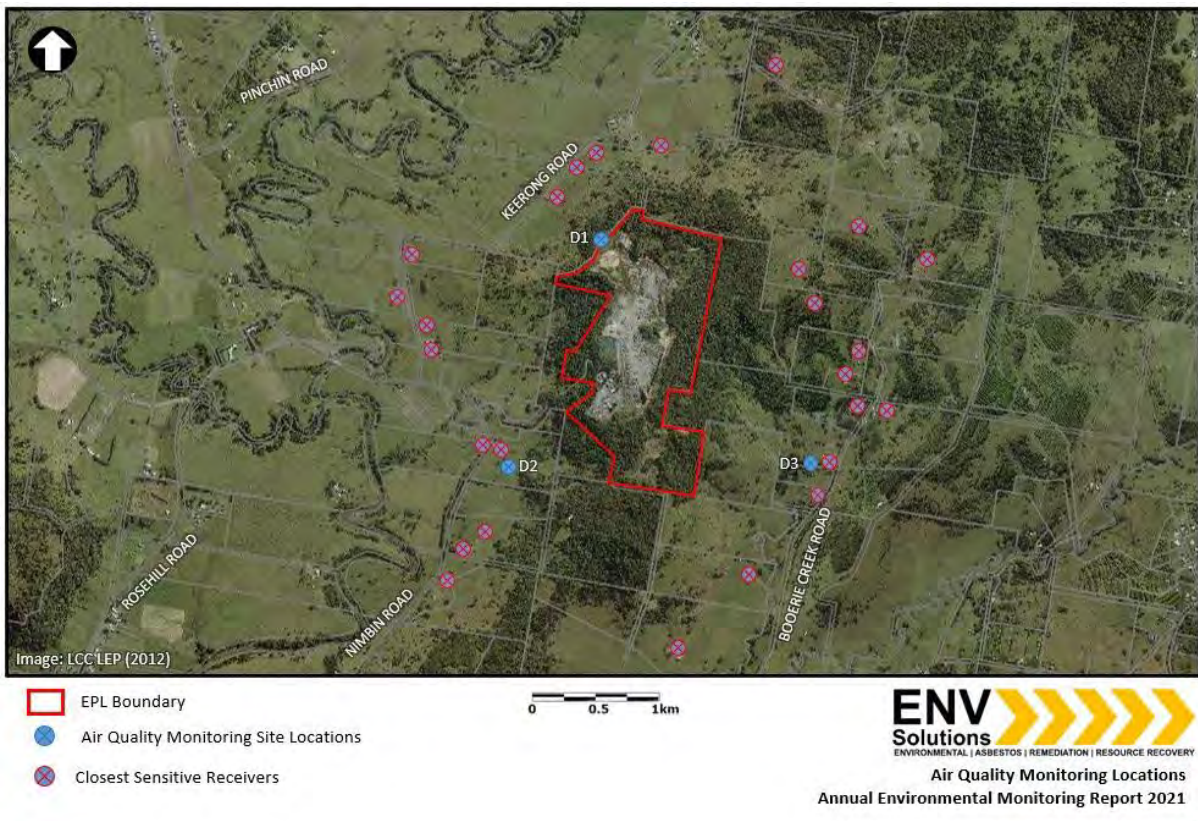 PINCHIN ROAD
KEERONG ROAD
D1
D2
D3
ROSEHILL ROAD
NIMBIN ROAD
BOOERIE CREEK ROAD
Image: LCC LEP (2012)
EPL Boundary
Air Quality Monitoring Site Locations
Closest Sensitive Receivers
0 0.5 1km
ENV
Solutions
ENVIRONMENTAL | ASBESTOS | REMEDIATION | RESOURCE RECOVERY
Air Quality Monitoring Locations
Annual Environmental Monitoring Report 2021